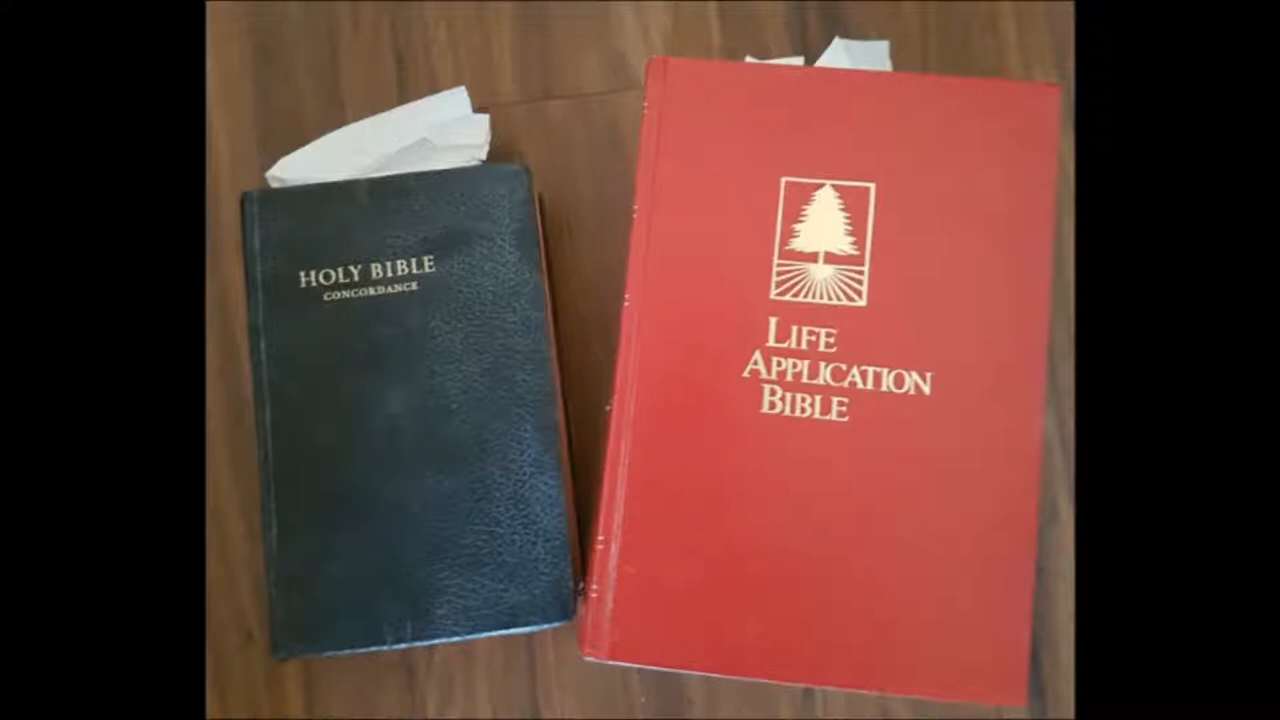 HOLY BIBLE
CONCORDANCE
LIFE
APPLICATION
BIBLE